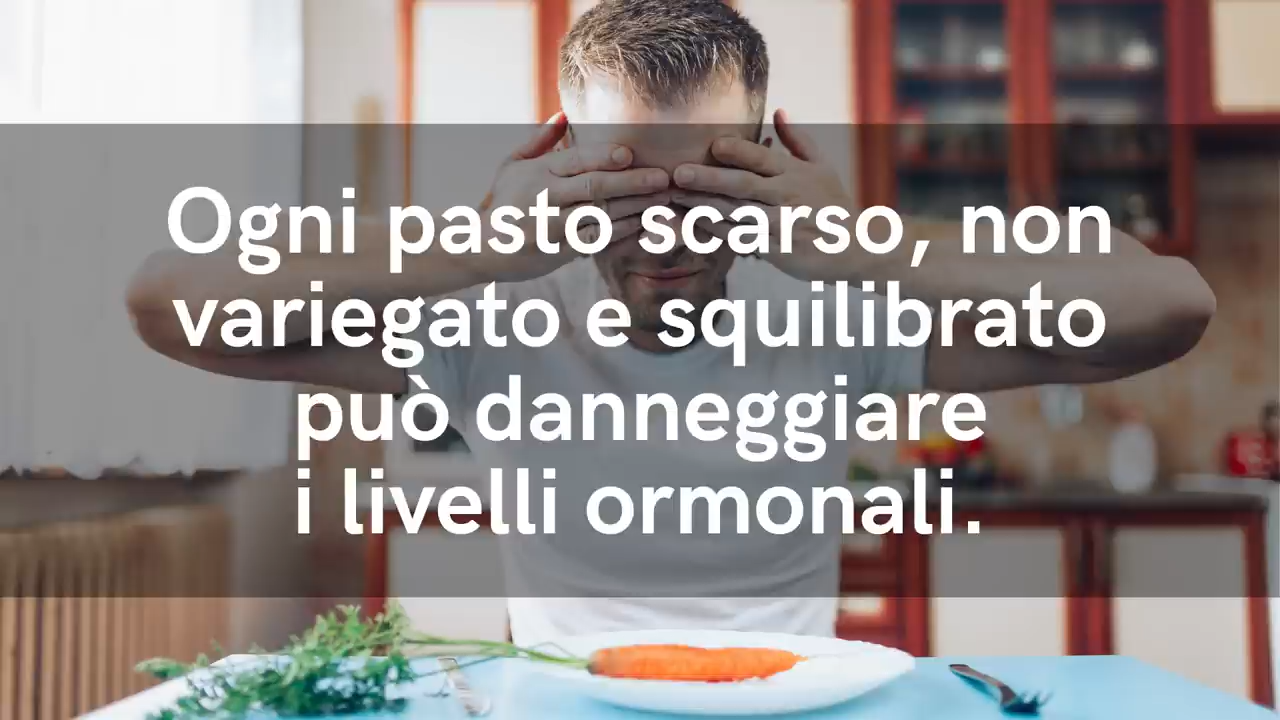 Ogni pasto scarso, non
variegato e squilibrato
può danneggiare
i livelli ormonali.